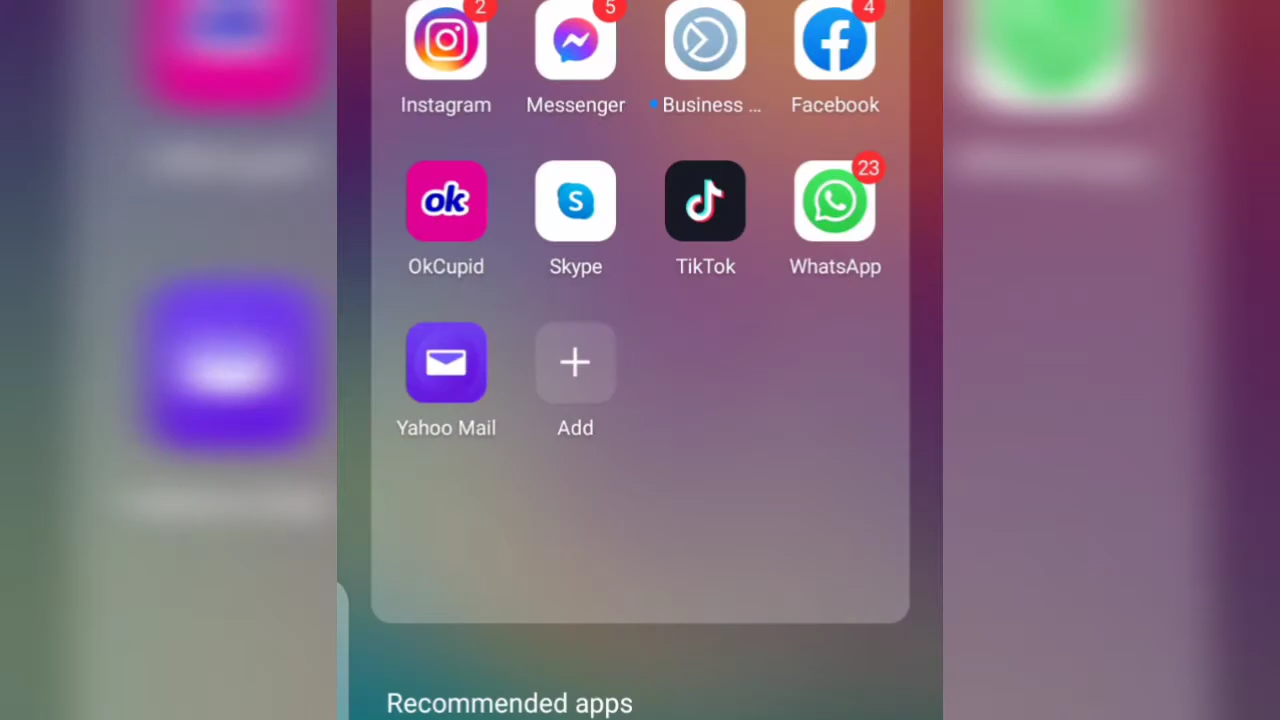 2 5 4
Instagram Messenger Business ... Facebook
ok S 23
OkCupid Skype TikTok WhatsApp
Yahoo Mail Add
Recommended apps